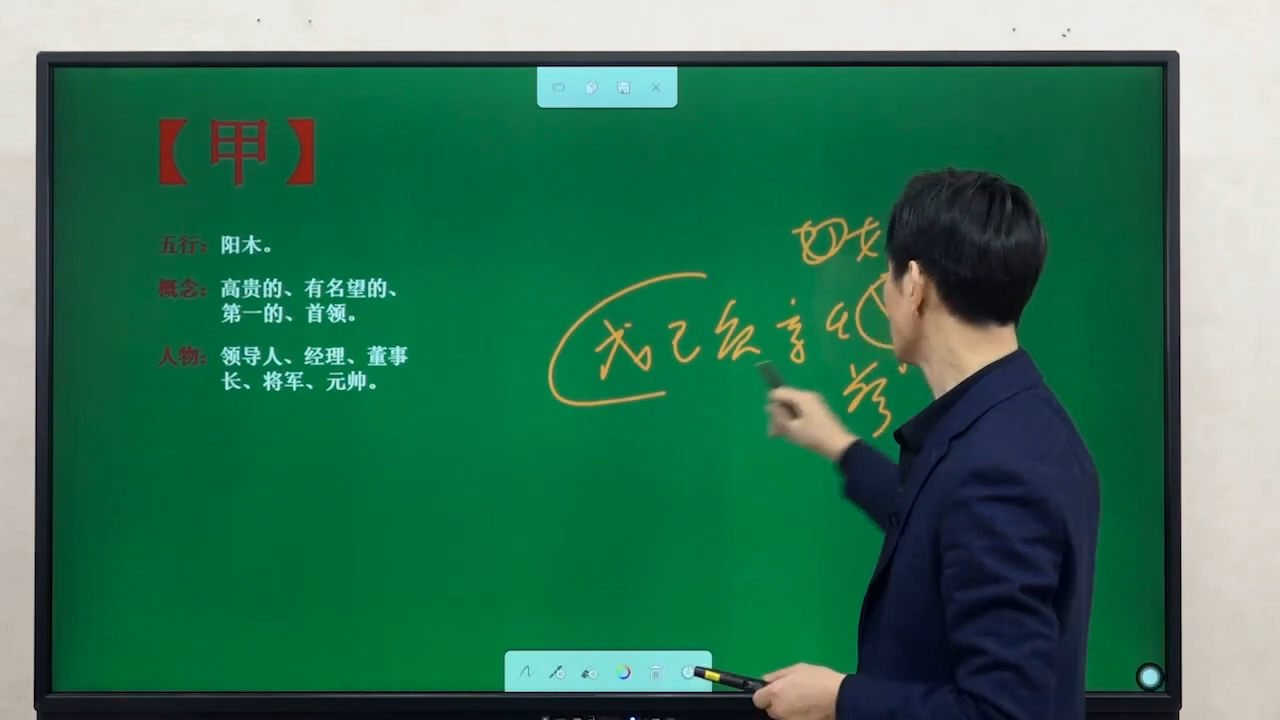 【甲】
五行：阳木。
概念：高贵的、有名望的、
第一的、首领。
人物：领导人、经理、董事
长、将军、元帅。